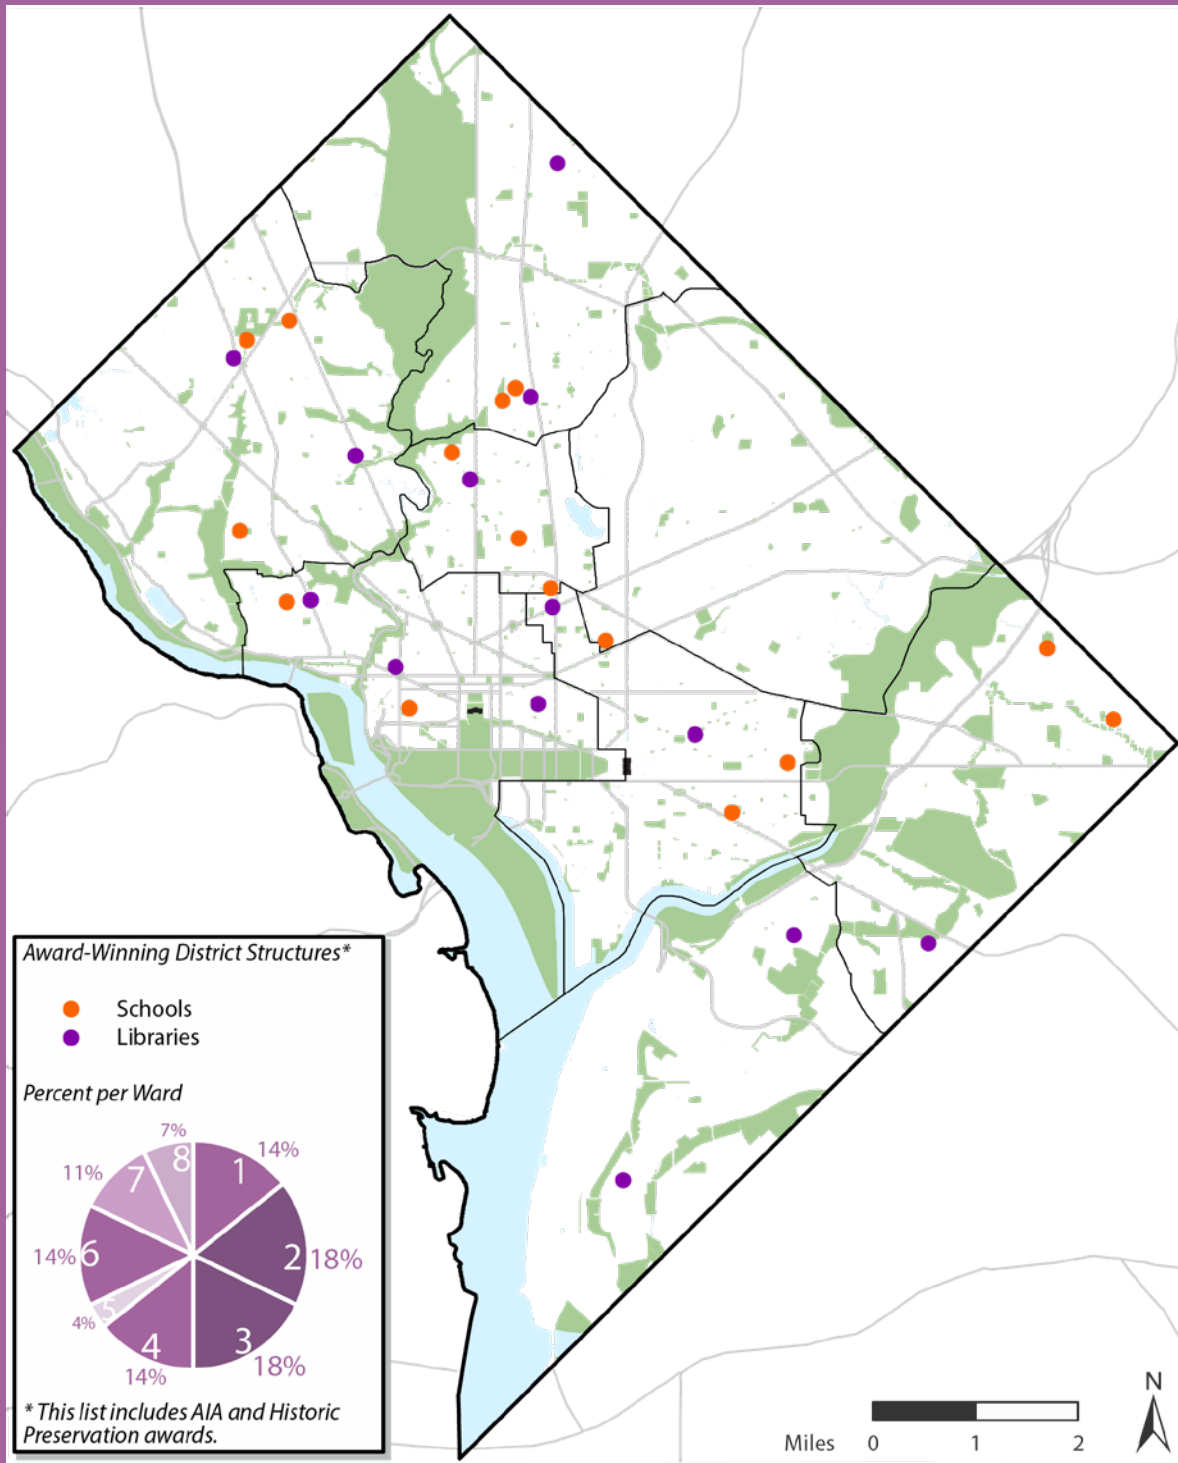 Award-Winning District Structures*
Schools
Libraries
Percent per Ward
7%
14%
11%
8
1
7
14%
6
2
18%
5
4%
4
3
14%
18%
* This list includes AIA and Historic
Preservation awards.
N
Miles 0 1 2